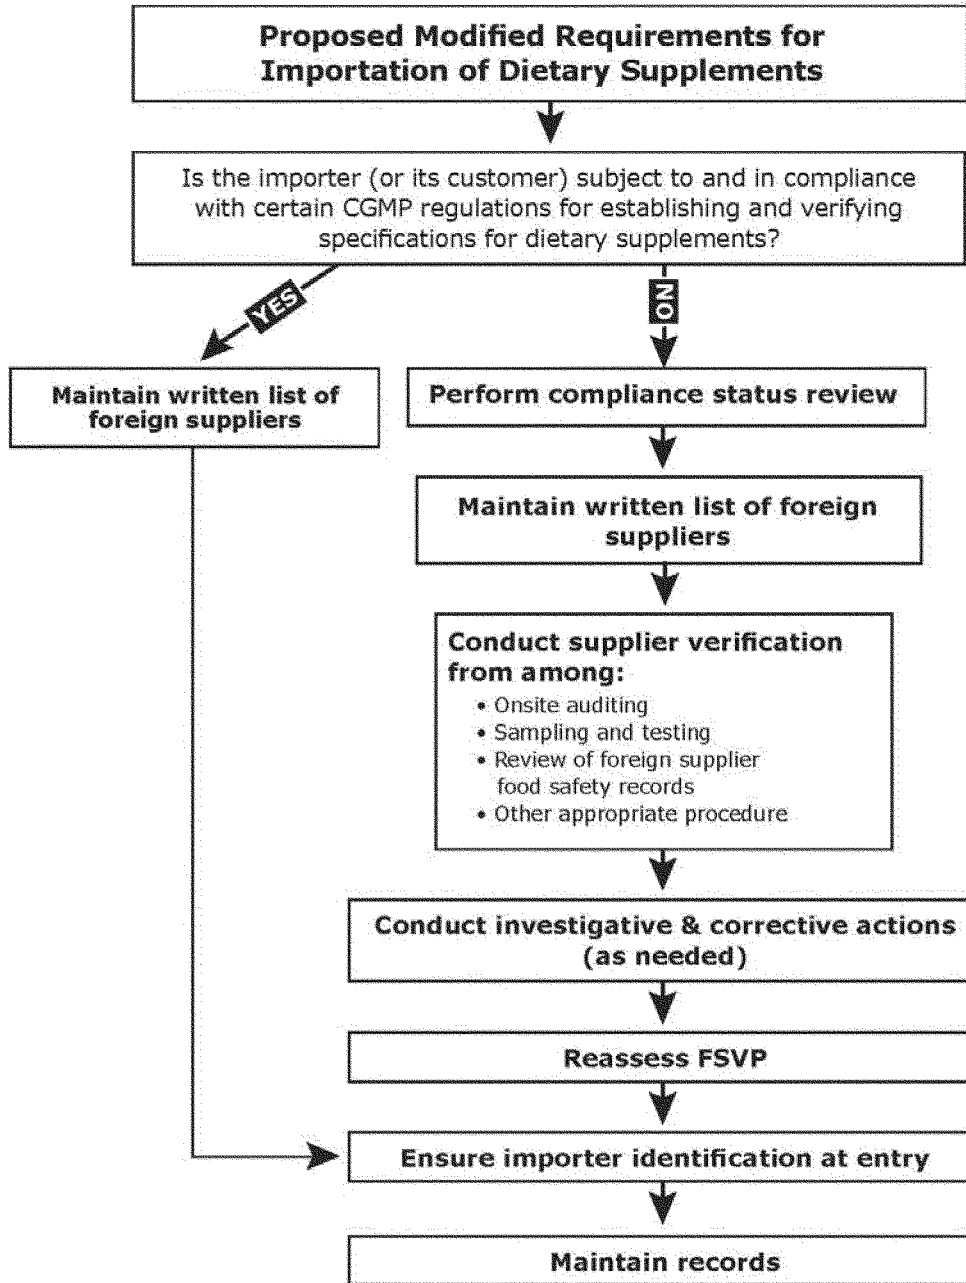 Proposed Modified Requirements for
Importation of Dietary Supplements
Is the importer (or its customer) subject to and in compliance
with certain CGMP regulations for establishing and verifying
specifications for dietary supplements?
YES
NO
Maintain written list of
foreign suppliers
Perform compliance status review
Maintain written list of foreign
suppliers
Conduct supplier verification
from among:
• Onsite auditing
• Sampling and testing
• Review of foreign supplier
food safety records
• Other appropriate procedure
Conduct investigative & corrective actions
(as needed)
Reassess FSVP
Ensure importer identification at entry
Maintain records